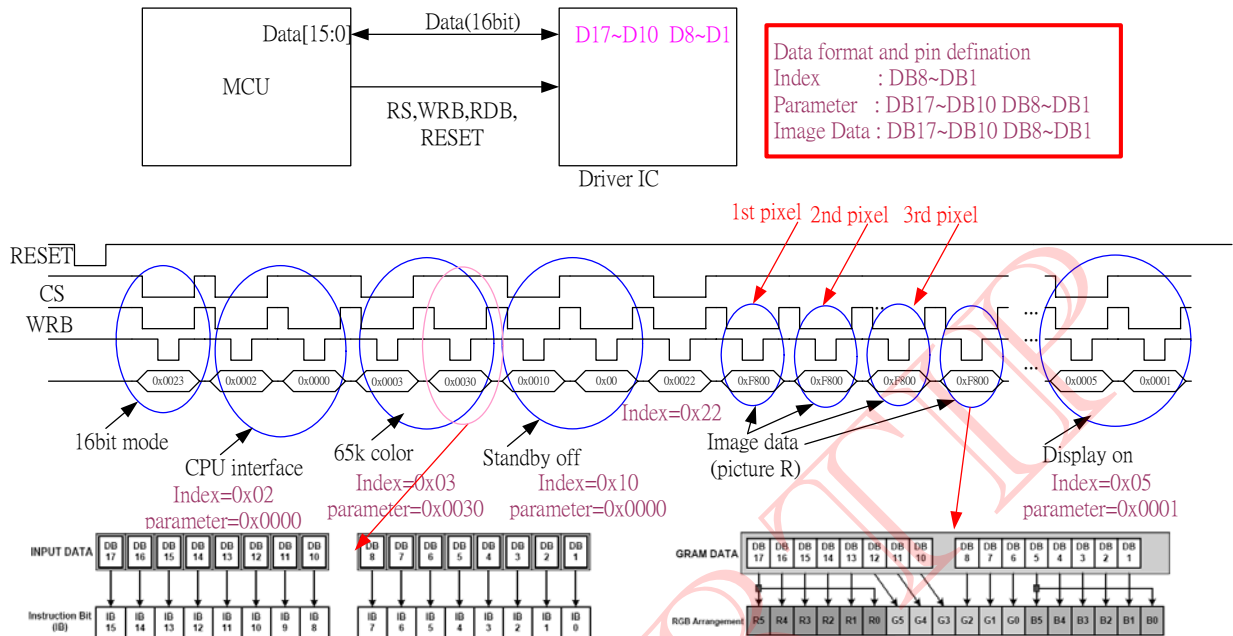 Data[15:0]
Data(16bit)
D17~D10 D8~D1
MCU
RS,WRB,RDB,
RESET
Driver IC
Data format and pin defination
Index : DB8~DB1
Parameter : DB17~DB10 DB8~DB1
Image Data : DB17~DB10 DB8~DB1
1st pixel 2nd pixel 3rd pixel
RESET
CS
WRB
... ... ...
0x0023 0x0002 0x0000 0x0003 0x0030 0x0010 0x00 0x0022 0xF800 0xF800 0xF800 0xF800 ... 0x0005 0x0001
16bit mode
CPU interface
Index=0x02
parameter=0x0000
65k color
Index=0x03
parameter=0x0030
Standby off
Index=0x10
parameter=0x0000
Index=0x22
Image data
(picture R)
Display on
Index=0x05
parameter=0x0001
INPUT DATA DB 17 DB 16 DB 15 DB 14 DB 13 DB 12 DB 11 DB 10 DB 8 DB 7 DB 6 DB 5 DB 4 DB 3 DB 2 DB 1
Instruction Bit (IB) IB 15 IB 14 IB 13 IB 12 IB 11 IB 10 IB 9 IB 8 IB 7 IB 6 IB 5 IB 4 IB 3 IB 2 IB 1 IB 0
GRAM DATA DB 17 DB 16 DB 15 DB 14 DB 13 DB 12 DB 11 DB 10 DB 8 DB 7 DB 6 DB 5 DB 4 DB 3 DB 2 DB 1
RGB Arrangement R5 R4 R3 R2 R1 R0 G5 G4 G3 G2 G1 G0 B5 B4 B3 B2 B1 B0